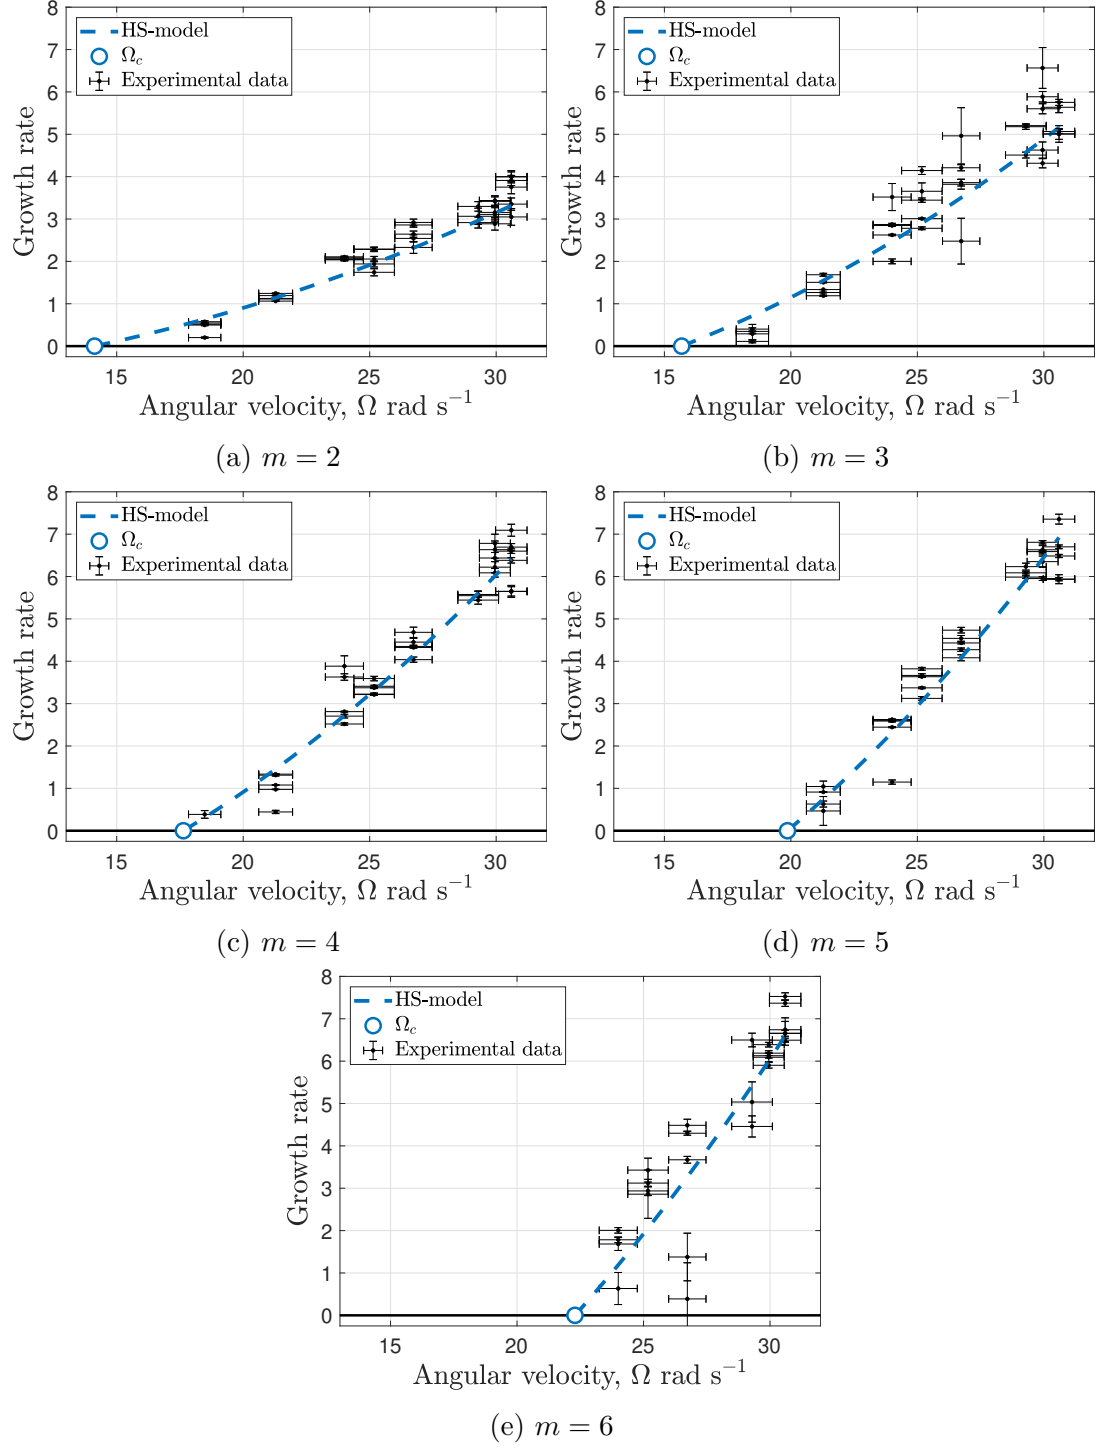 8
7
6
5
4
3
2
1
0
HS-model
Ω_c
Experimental data
Growth rate
15 20 25 30
Angular velocity, Ω rad s⁻¹
(a) m = 2
8
7
6
5
4
3
2
1
0
HS-model
Ω_c
Experimental data
Growth rate
15 20 25 30
Angular velocity, Ω rad s⁻¹
(b) m = 3
8
7
6
5
4
3
2
1
0
HS-model
Ω_c
Experimental data
Growth rate
15 20 25 30
Angular velocity, Ω rad s⁻¹
(c) m = 4
8
7
6
5
4
3
2
1
0
HS-model
Ω_c
Experimental data
Growth rate
15 20 25 30
Angular velocity, Ω rad s⁻¹
(d) m = 5
8
7
6
5
4
3
2
1
0
HS-model
Ω_c
Experimental data
Growth rate
15 20 25 30
Angular velocity, Ω rad s⁻¹
(e) m = 6